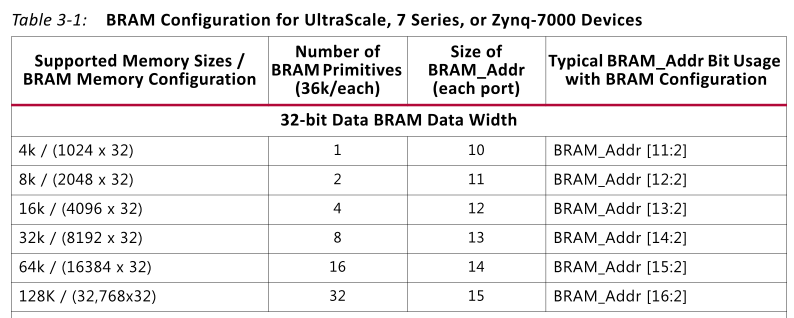 Table 3-1: BRAM Configuration for UltraScale, 7 Series, or Zynq-7000 Devices
Supported Memory Sizes / BRAM Memory Configuration | Number of BRAM Primitives (36k/each) | Size of BRAM_Addr (each port) | Typical BRAM_Addr Bit Usage with BRAM Configuration
32-bit Data BRAM Data Width
4k / (1024 x 32) | 1 | 10 | BRAM_Addr [11:2]
8k / (2048 x 32) | 2 | 11 | BRAM_Addr [12:2]
16k / (4096 x 32) | 4 | 12 | BRAM_Addr [13:2]
32k / (8192 x 32) | 8 | 13 | BRAM_Addr [14:2]
64k / (16384 x 32) | 16 | 14 | BRAM_Addr [15:2]
128K / (32,768x32) | 32 | 15 | BRAM_Addr [16:2]